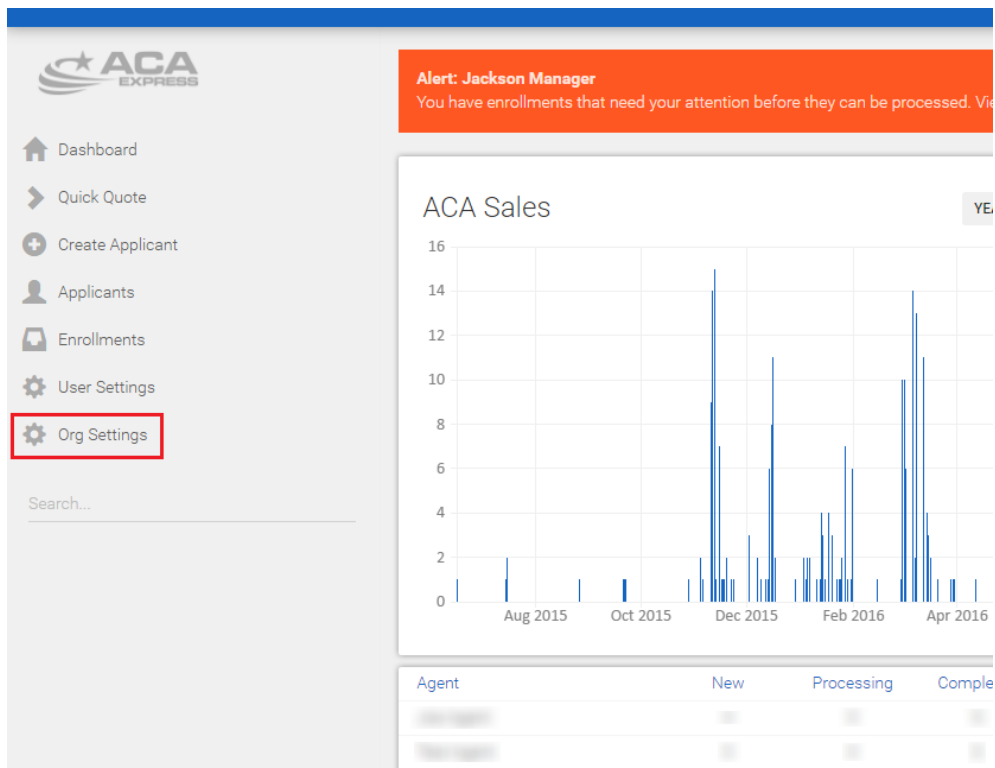 ACA
EXPRESS
Dashboard
Quick Quote
Create Applicant
Applicants
Enrollments
User Settings
Org Settings
Search...
Alert: Jackson Manager
You have enrollments that need your attention before they can be processed.
ACA Sales
16
14
12
10
8
6
4
2
0
Aug 2015 Oct 2015 Dec 2015 Feb 2016 Apr 2016
Agent New Processing